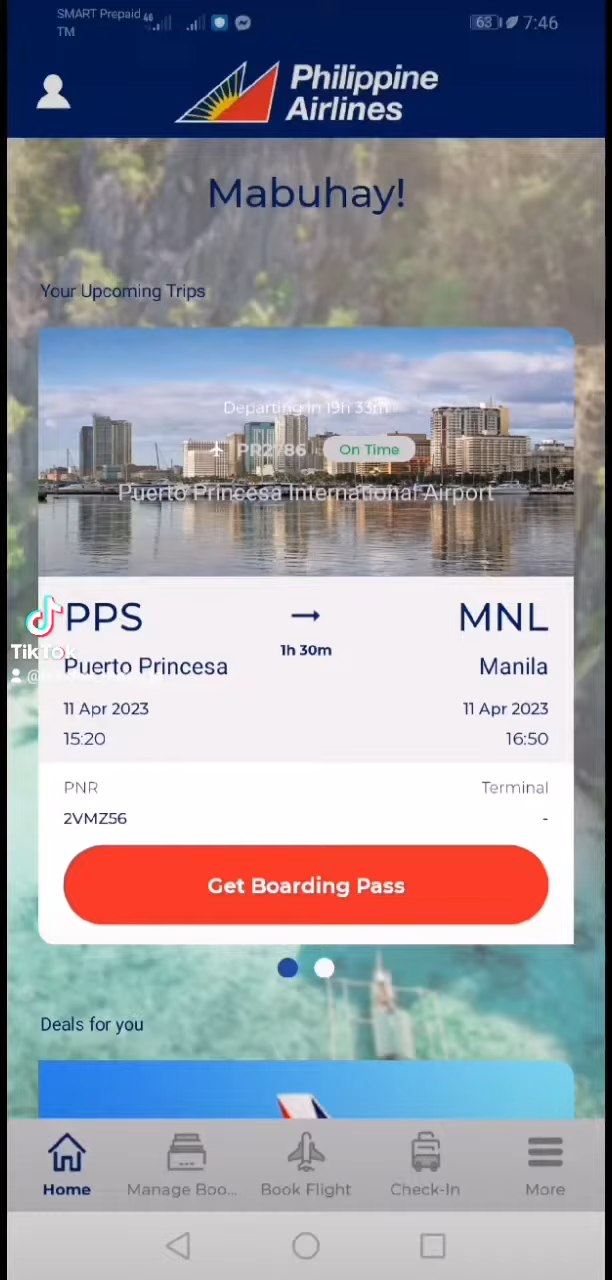 SMART Prepaid 4G
TM
63
7:46
Philippine
Airlines
Mabuhay!
Your Upcoming Trips
Departing in 19h 33m
PR2786
On Time
Puerto Princesa International Airport
PPS
MNL
1h 30m
TikTok
Puerto Princesa
Manila
@
11 Apr 2023
11 Apr 2023
15:20
16:50
PNR
Terminal
2VMZ56
-
Get Boarding Pass
Deals for you
Home
Manage Boo...
Book Flight
Check-In
More